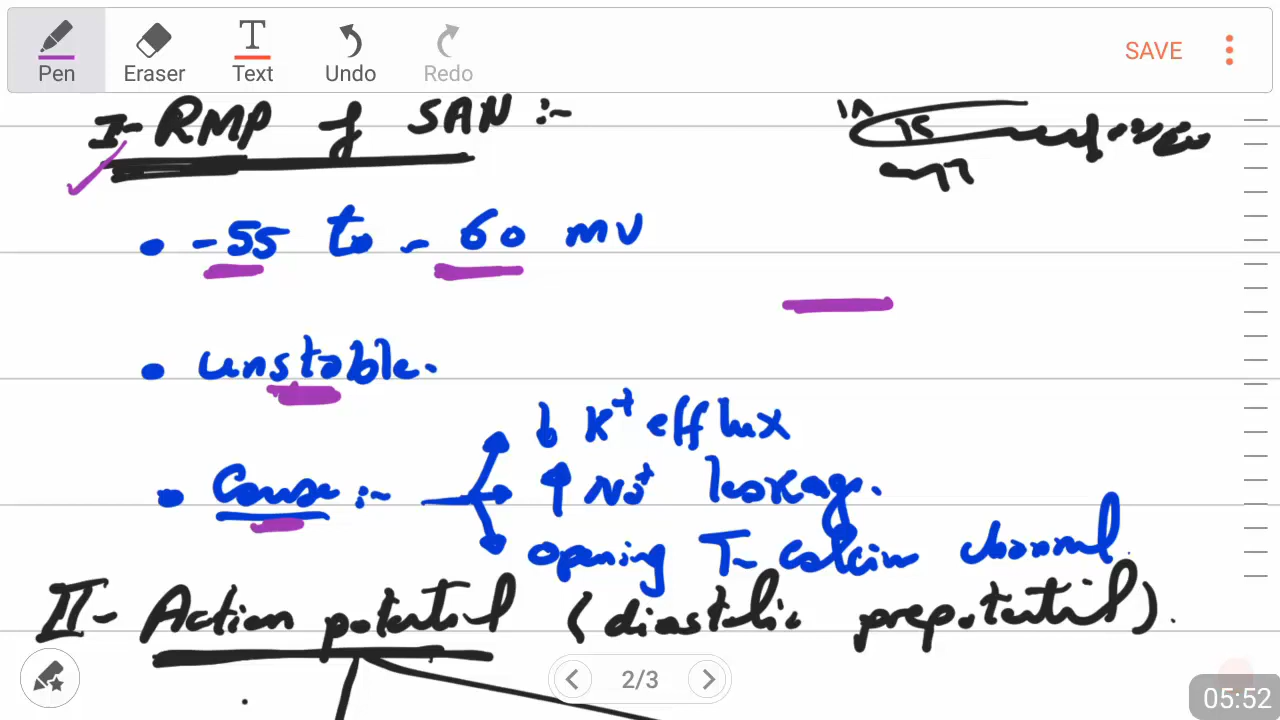 Pen Eraser Text Undo Redo SAVE
I- RMP of SAN :-
• -55 to - 60 mv
• unstable.
• Cause :-
↓ K+ efflux
↑ Na+ leakage.
opening T- calcium channel.
II- Action potential (diastolic prepotential).
2/3
05:52